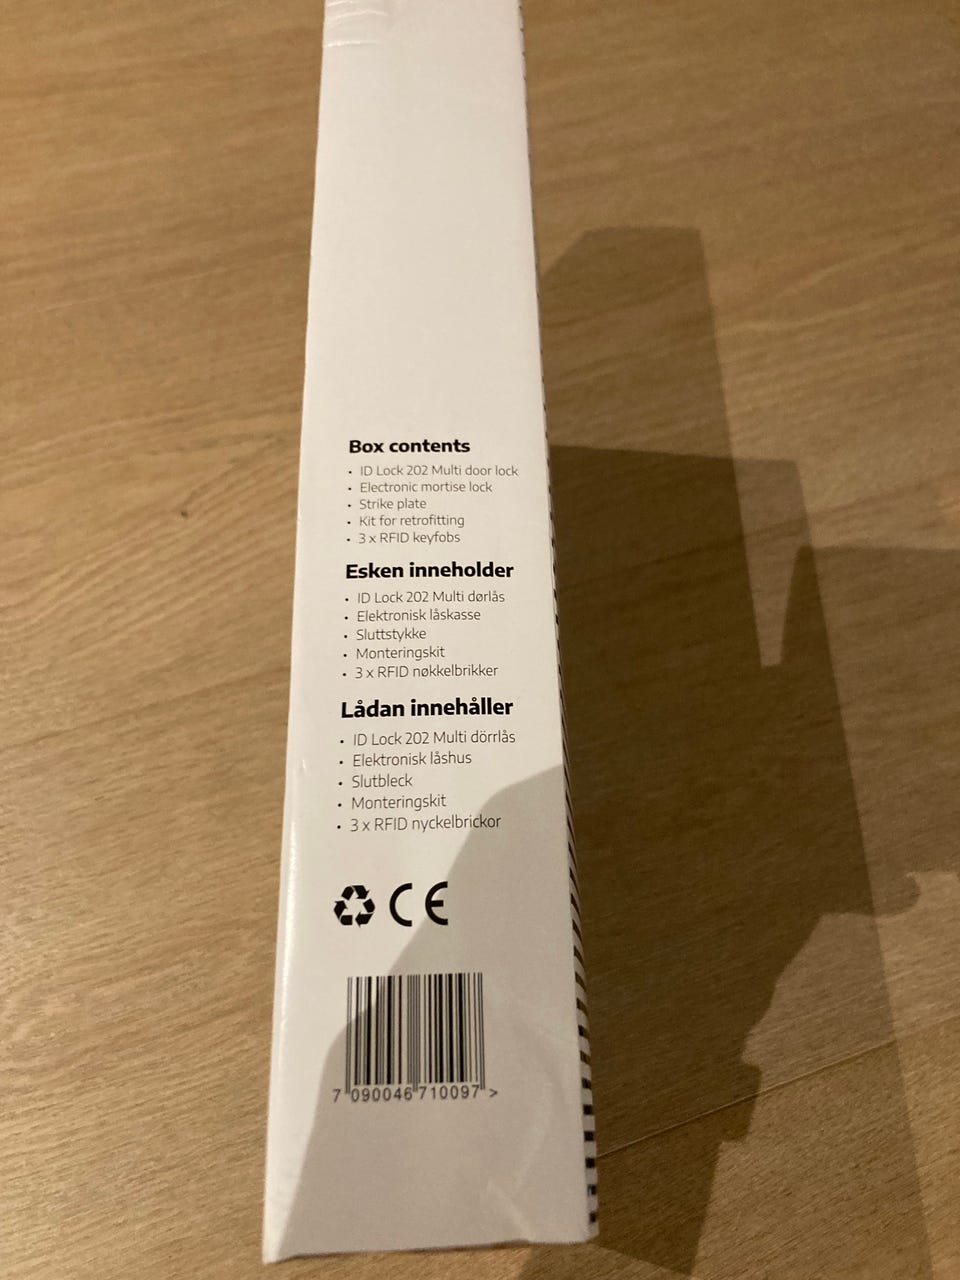 Box contents
• ID Lock 202 Multi door lock
• Electronic mortise lock
• Strike plate
• Kit for retrofitting
• 3 x RFID keyfobs
Esken inneholder
• ID Lock 202 Multi dørlås
• Elektronisk låskasse
• Sluttstykke
• Monteringskit
• 3 x RFID nøkkelbrikker
Lådan innehåller
• ID Lock 202 Multi dörrlås
• Elektronisk låshus
• Slutbleck
• Monteringskit
• 3 x RFID nyckelbrickor
CE
7 090046 710097 >